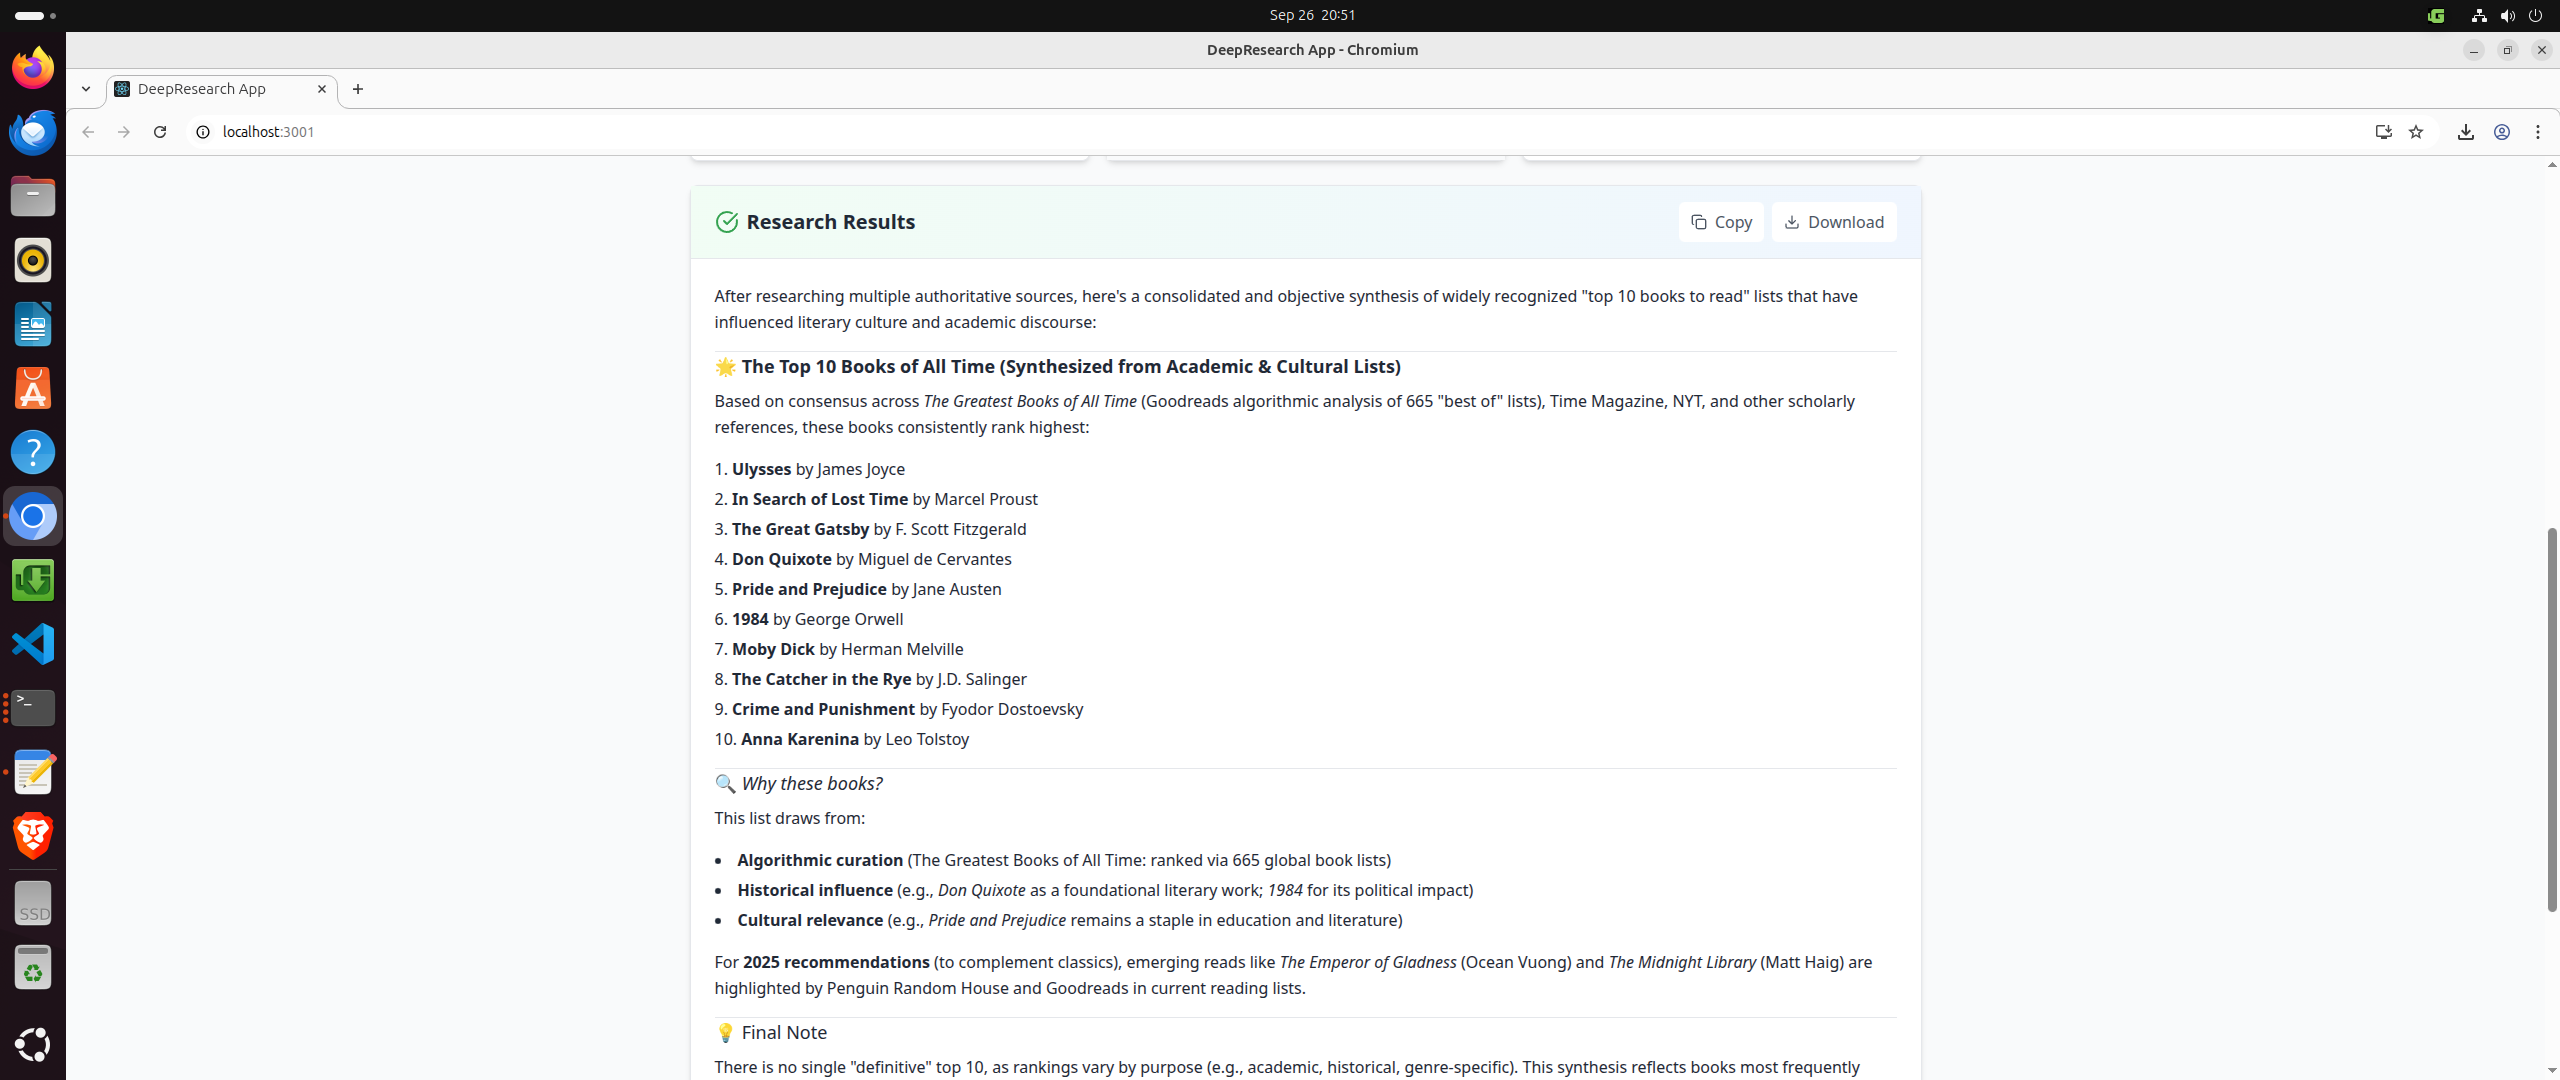 Sep 26 20:51
DeepResearch App - Chromium
DeepResearch App
localhost:3001
Research Results
Copy
Download
After researching multiple authoritative sources, here's a consolidated and objective synthesis of widely recognized "top 10 books to read" lists that have
influenced literary culture and academic discourse:
🌟 The Top 10 Books of All Time (Synthesized from Academic & Cultural Lists)
Based on consensus across The Greatest Books of All Time (Goodreads algorithmic analysis of 665 "best of" lists), Time Magazine, NYT, and other scholarly
references, these books consistently rank highest:
1. Ulysses by James Joyce
2. In Search of Lost Time by Marcel Proust
3. The Great Gatsby by F. Scott Fitzgerald
4. Don Quixote by Miguel de Cervantes
5. Pride and Prejudice by Jane Austen
6. 1984 by George Orwell
7. Moby Dick by Herman Melville
8. The Catcher in the Rye by J.D. Salinger
9. Crime and Punishment by Fyodor Dostoevsky
10. Anna Karenina by Leo Tolstoy
🔍 Why these books?
This list draws from:
• Algorithmic curation (The Greatest Books of All Time: ranked via 665 global book lists)
• Historical influence (e.g., Don Quixote as a foundational literary work; 1984 for its political impact)
• Cultural relevance (e.g., Pride and Prejudice remains a staple in education and literature)
For 2025 recommendations (to complement classics), emerging reads like The Emperor of Gladness (Ocean Vuong) and The Midnight Library (Matt Haig) are
highlighted by Penguin Random House and Goodreads in current reading lists.
💡 Final Note
There is no single "definitive" top 10, as rankings vary by purpose (e.g., academic, historical, genre-specific). This synthesis reflects books most frequently
SSD